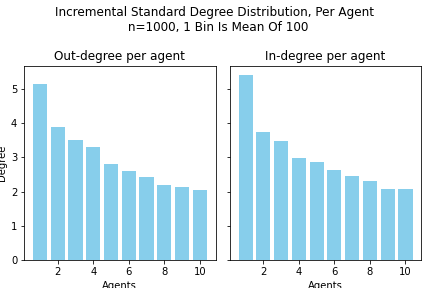 Incremental Standard Degree Distribution, Per Agent
n=1000, 1 Bin Is Mean Of 100
Out-degree per agent
In-degree per agent
Degree
5
4
3
2
1
0
2 4 6 8 10
2 4 6 8 10
Agents
Agents